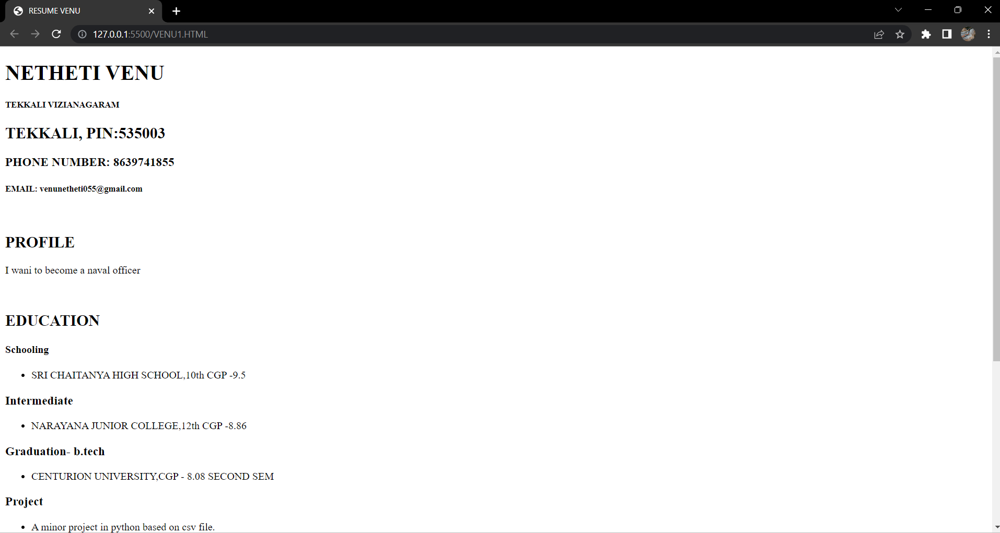 RESUME VENU
127.0.0.1:5500/VENU1.HTML
NETHETI VENU
TEKKALI VIZIANAGARAM
TEKKALI, PIN:535003
PHONE NUMBER: 8639741855
EMAIL: venunetheti055@gmail.com
PROFILE
I wani to become a naval officer
EDUCATION
Schooling
• SRI CHAITANYA HIGH SCHOOL,10th CGP -9.5
Intermediate
• NARAYANA JUNIOR COLLEGE,12th CGP -8.86
Graduation- b.tech
• CENTURION UNIVERSITY,CGP - 8.08 SECOND SEM
Project
• A minor project in python based on csv file.